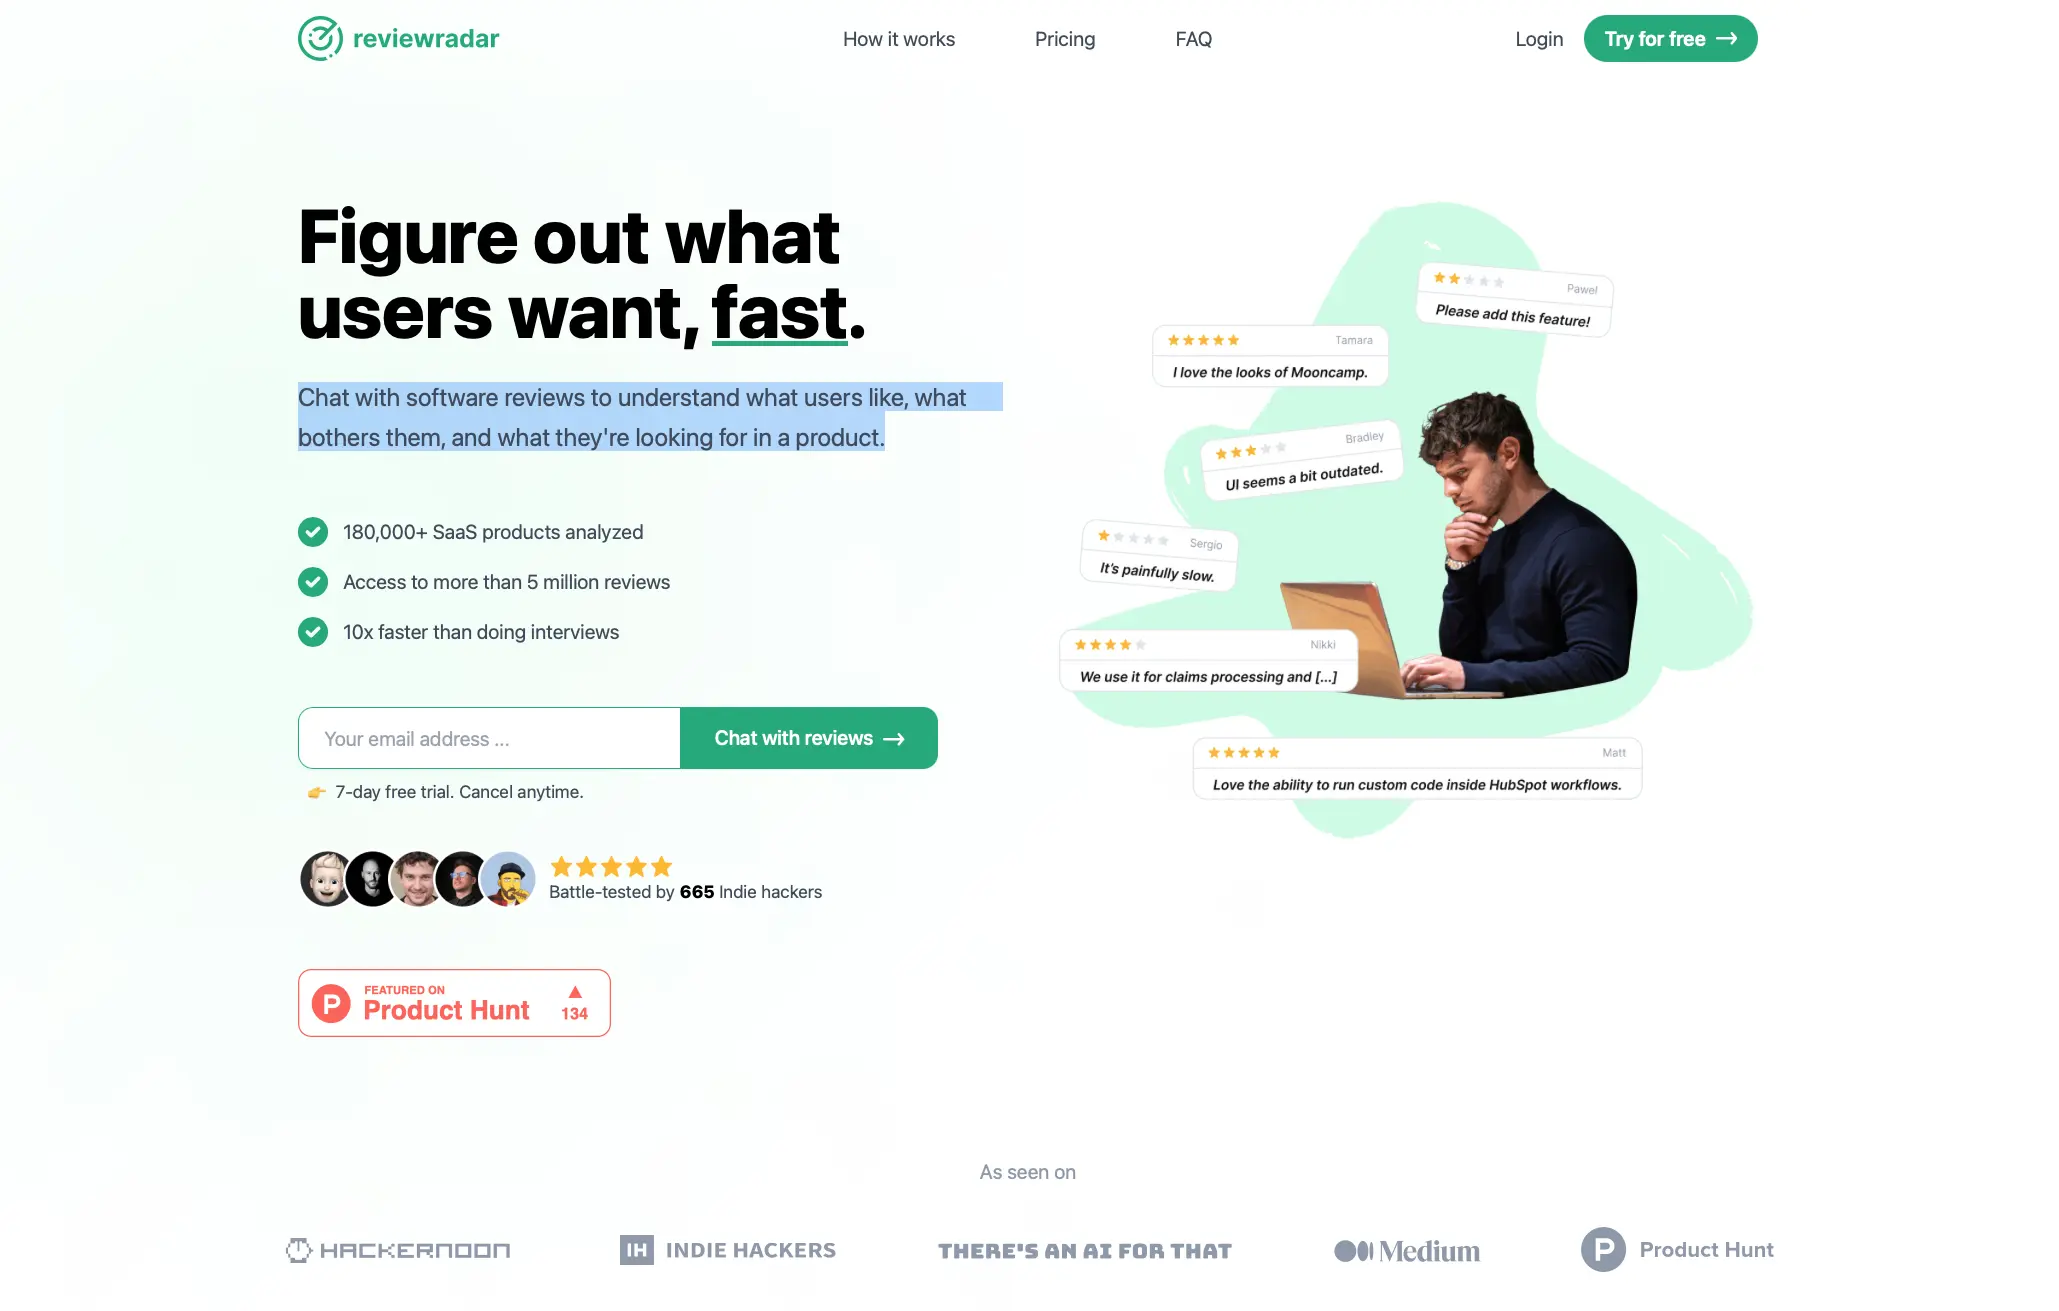 reviewradar
How it works
Pricing
FAQ
Login
Try for free →
Figure out what
users want, fast.
Chat with software reviews to understand what users like, what
bothers them, and what they're looking for in a product.
180,000+ SaaS products analyzed
Access to more than 5 million reviews
10x faster than doing interviews
Your email address ...
Chat with reviews →
👉 7-day free trial. Cancel anytime.
Battle-tested by 665 Indie hackers
P
FEATURED ON
Product Hunt
▲
134
Pawel
Please add this feature!
Tamara
I love the looks of Mooncamp.
Bradley
UI seems a bit outdated.
Sergio
It's painfully slow.
Nikki
We use it for claims processing and [...]
Matt
Love the ability to run custom code inside HubSpot workflows.
As seen on
HACKERNOON
IH INDIE HACKERS
THERE'S AN AI FOR THAT
Medium
P Product Hunt